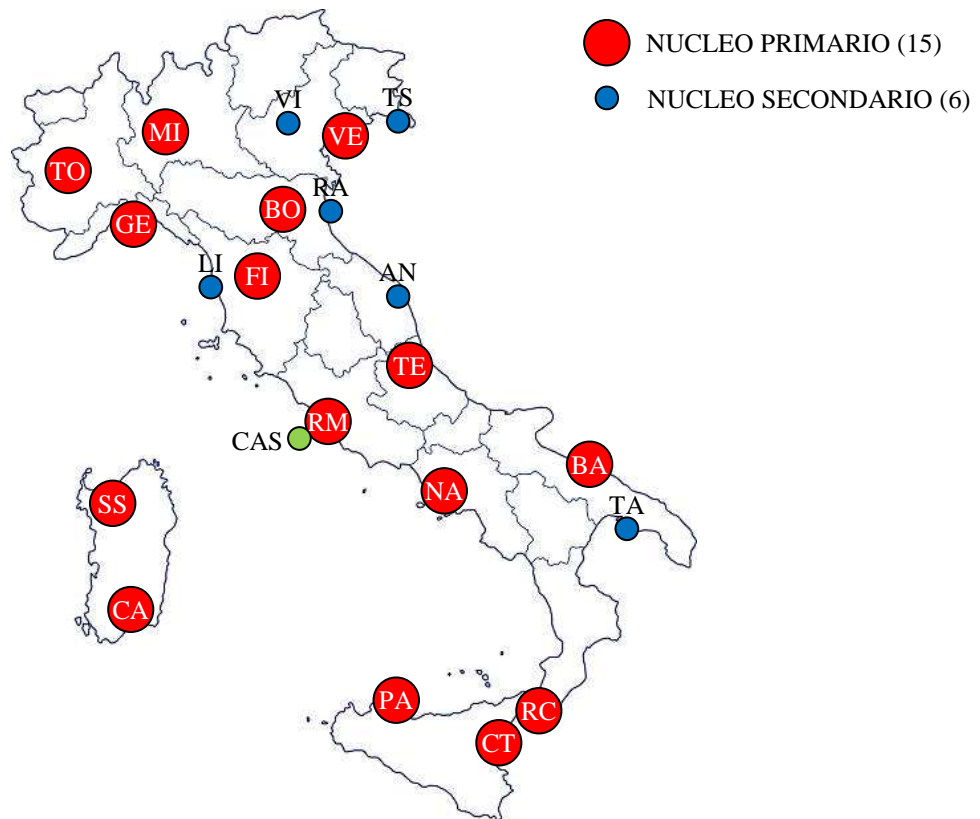 NUCLEO PRIMARIO (15)
NUCLEO SECONDARIO (6)
VI
TS
MI
VE
TO
RA
BO
GE
LI
FI
AN
TE
RM
CAS
BA
NA
SS
TA
CA
PA
RC
CT